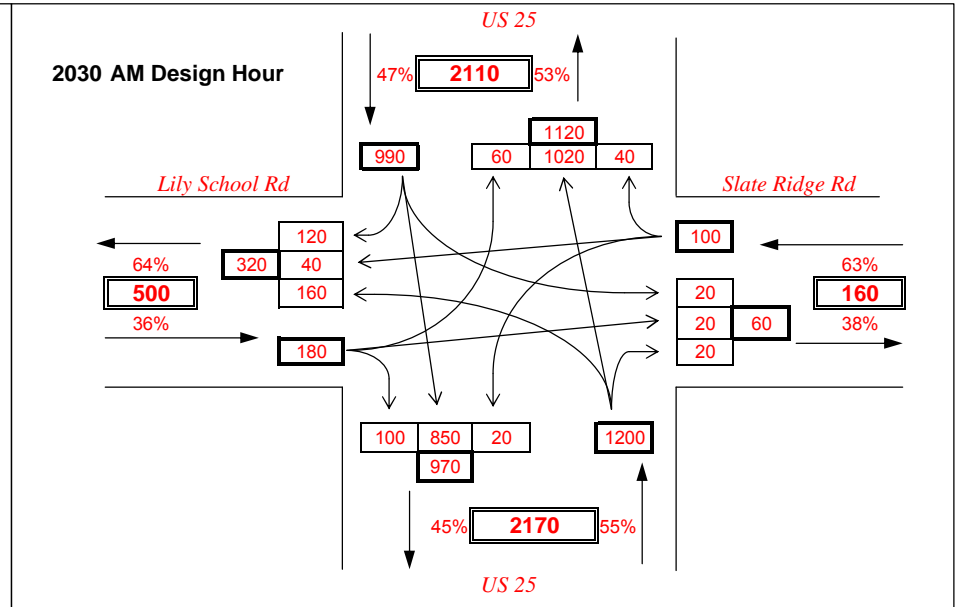 US 25
2030 AM Design Hour
47% 2110 53%
1120
990 60 1020 40
Lily School Rd Slate Ridge Rd
120 100
64% 320 40 63%
500 160 20 160
36% 20 60 38%
180 20
100 850 20 1200
970
45% 2170 55%
US 25